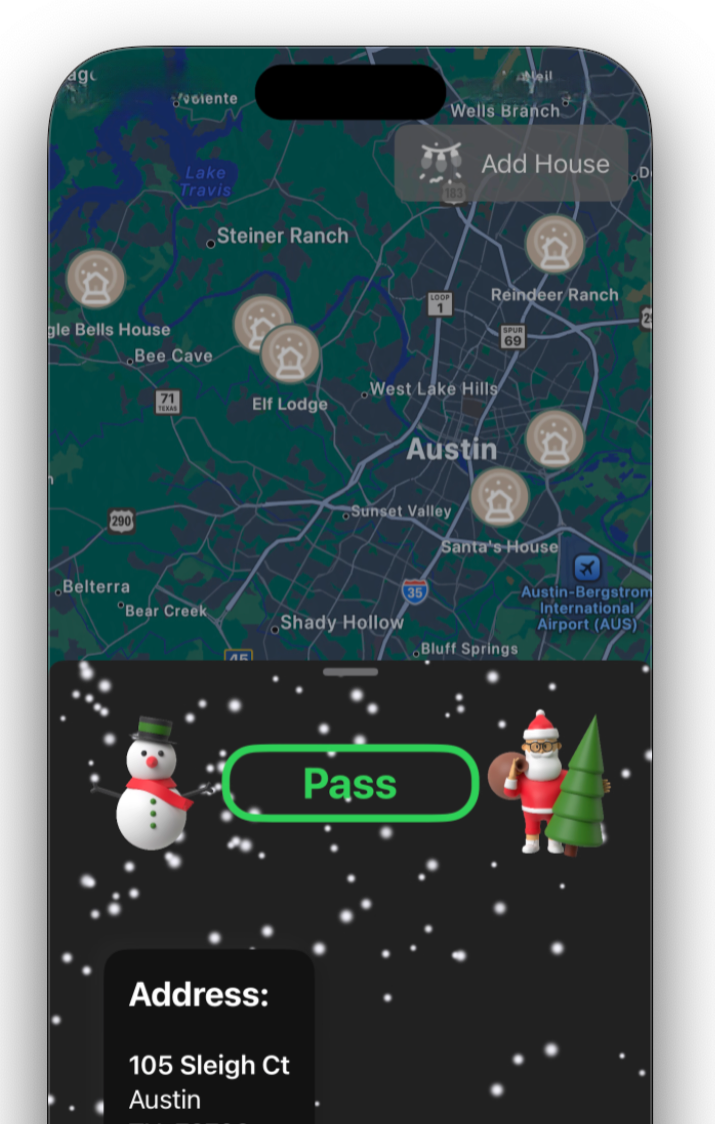 Wells Branch
Add House
Lake
Travis
183
Steiner Ranch
Reindeer Ranch
LOOP
1
SPUR
69
gle Bells House
Bee Cave
71
TEXAS
Elf Lodge
West Lake Hills
Austin
290
Sunset Valley
Santa's House
Belterra
Bear Creek
35
Austin-Bergstrom
International
Airport (AUS)
Shady Hollow
Bluff Springs
45
Pass
Address:
105 Sleigh Ct
Austin